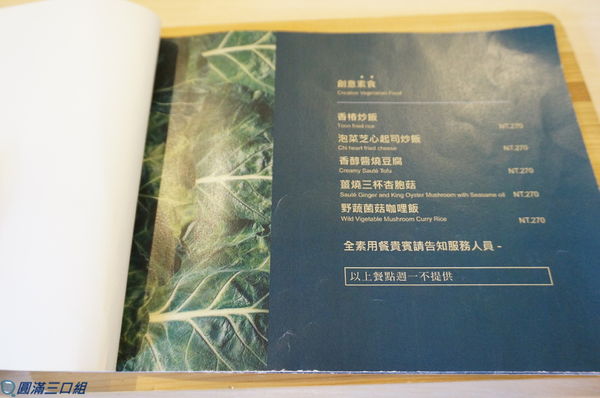 創意素食
Creative Vegetarian Food
香椿炒飯
Toon fried rice NT.270
泡菜芝心起司炒飯
Chi heart fried cheese NT.270
香醇醬燒豆腐
Creamy Sauté Tofu NT.270
薑燒三杯杏胞菇
Sauté Ginger and King Oyster Mushroom with Seasame oil NT.270
野蔬菌菇咖哩飯
Wild Vigetable Mushroom Curry Rice NT.270
全素用餐貴賓請告知服務人員 -
以上餐點週一不提供
圓滿三口組